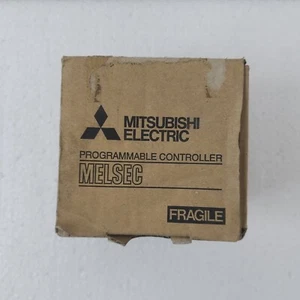 MITSUBISHI
ELECTRIC
PROGRAMMABLE CONTROLLER
MELSEC
FRAGILE